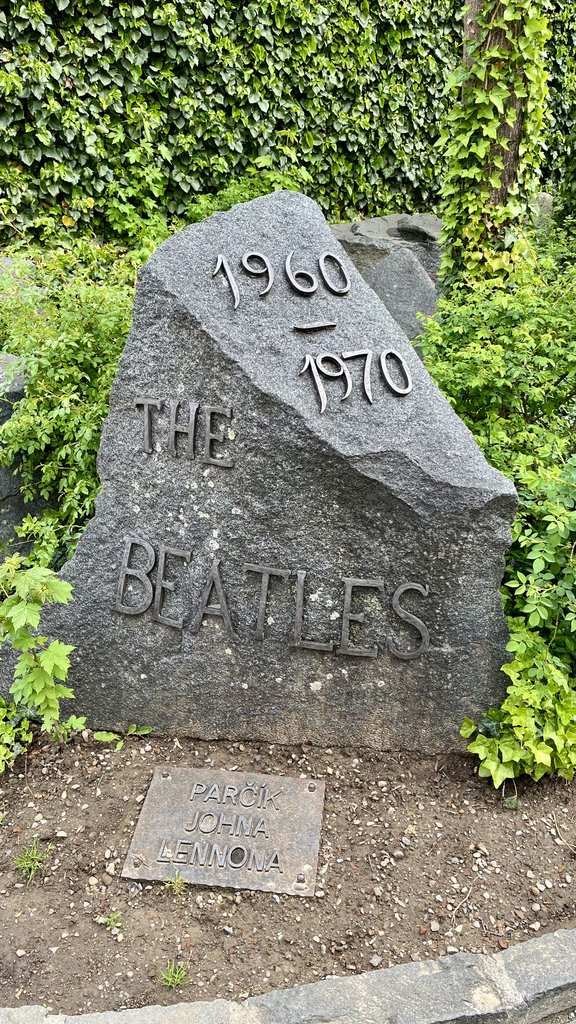 1960
–
1970
THE
BEATLES
PARČÍK
JOHNA
LENNONA